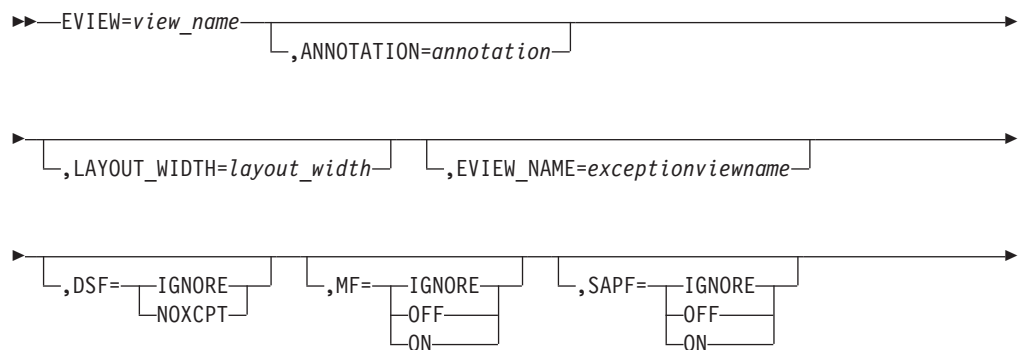 EVIEW=view_name
,ANNOTATION=annotation
,LAYOUT_WIDTH=layout_width ,EVIEW_NAME=exceptionviewname
,DSF= IGNORE ,MF= IGNORE ,SAPF= IGNORE
NOXCPT OFF OFF
ON ON